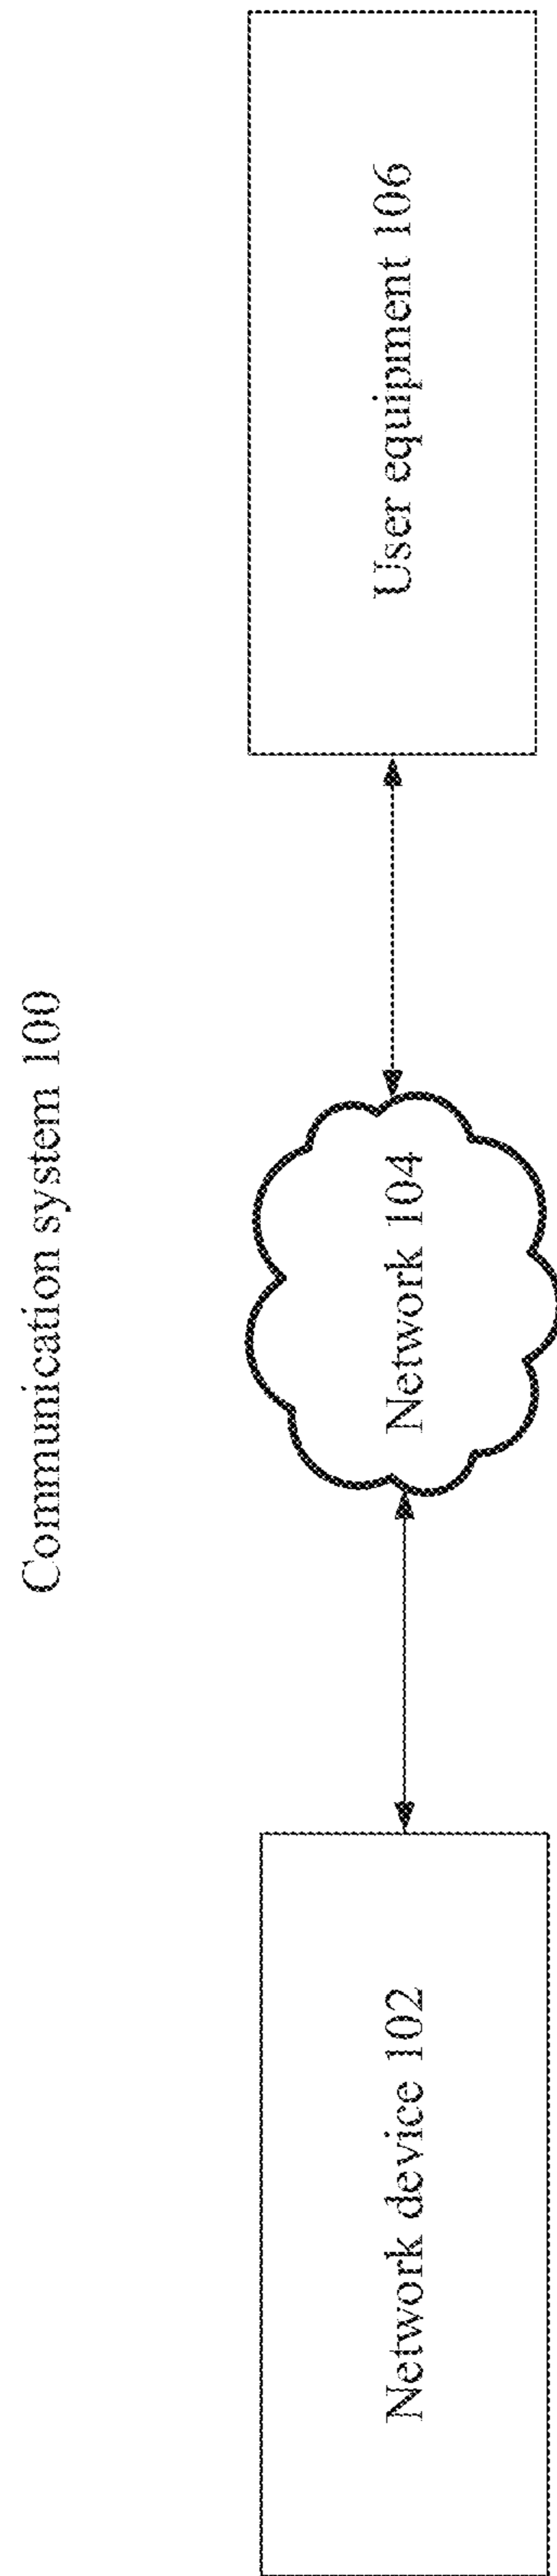 Communication system 100
Network device 102
Network 104
User equipment 106